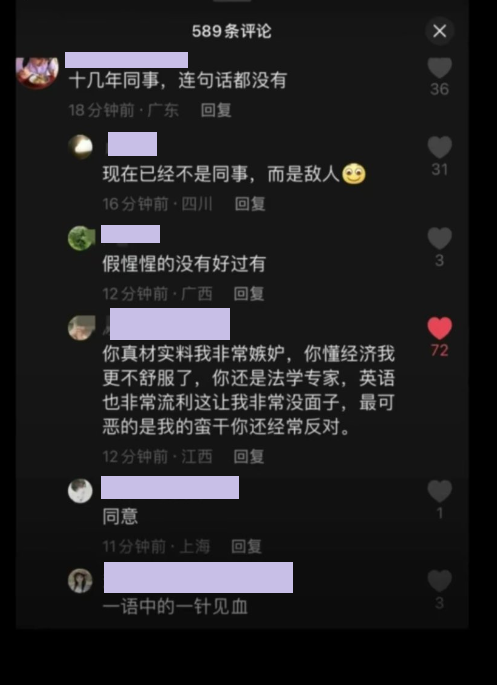 589条评论
十几年同事，连句话都没有
18分钟前·广东 回复
36
现在已经不是同事，而是敌人
31
16分钟前·四川 回复
3
假惺惺的没有好过有
12分钟前·广西 回复
你真材实料我非常嫉妒，你懂经济我
72
更不舒服了，你还是法学专家，英语
也非常流利这让我非常没面子，最可
恶的是我的蛮干你还经常反对。
12分钟前·江西 回复
同意
1
11分钟前·上海 回复
一语中的一针见血
3